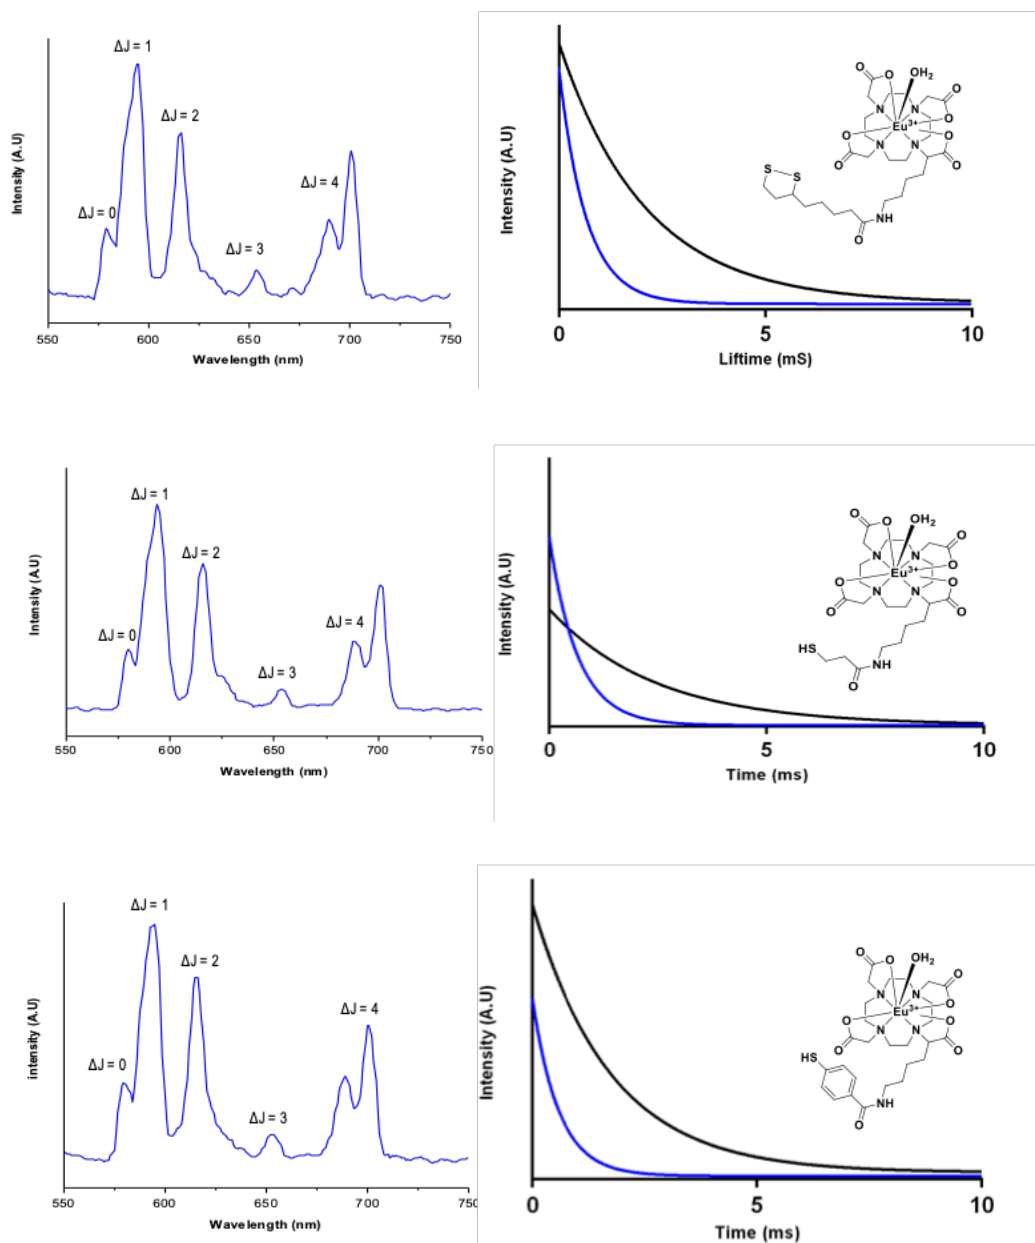 ΔJ = 1
ΔJ = 2
ΔJ = 4
ΔJ = 0
ΔJ = 3
Intensity (A.U)
550 600 650 700 750
Wavelength (nm)
Intensity (A.U)
0 5 10
Liftime (mS)
O O OH2 O
O
N N
Eu3+
O O
N N
O O
S S
NH
O
ΔJ = 1
ΔJ = 2
ΔJ = 0
ΔJ = 4
ΔJ = 3
Intensity (A.U)
550 600 650 700 750
Wavelength (nm)
Intensity (A.U)
0 5 10
Time (ms)
O O OH2 O
N N
O
Eu3+
O O
N N
O O
HS
NH
O
ΔJ = 1
ΔJ = 2
ΔJ = 4
ΔJ = 0
ΔJ = 3
intensity (A.U)
550 600 650 700 750
Wavelength (nm)
Intensity (A.U)
0 5 10
Time (ms)
O O OH2 O
N N
O
Eu3+
O O
N N
O O
HS
NH
O